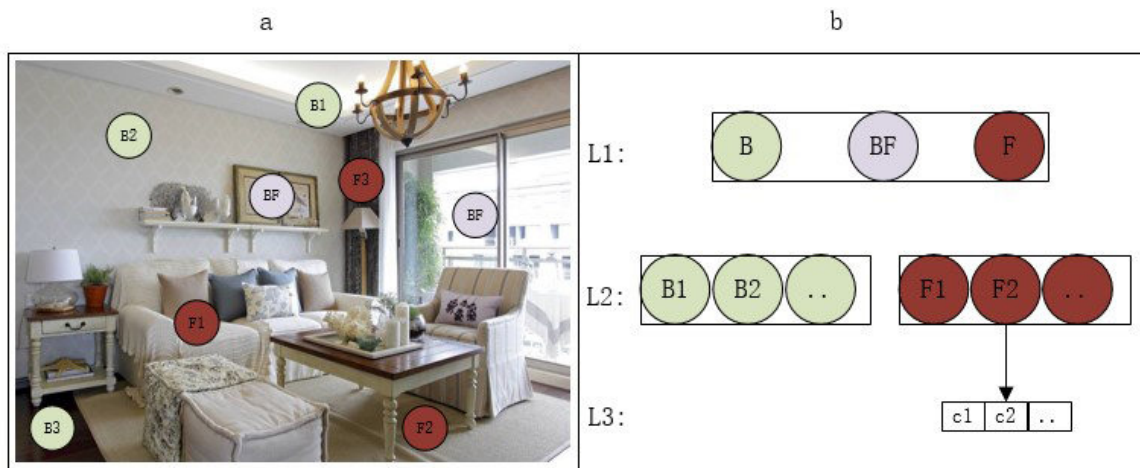 a b
B1
B2
F3
BF
BF
F1
B3
F2
L1: B BF F
L2: B1 B2 .. F1 F2 ..
L3: c1 c2 ..